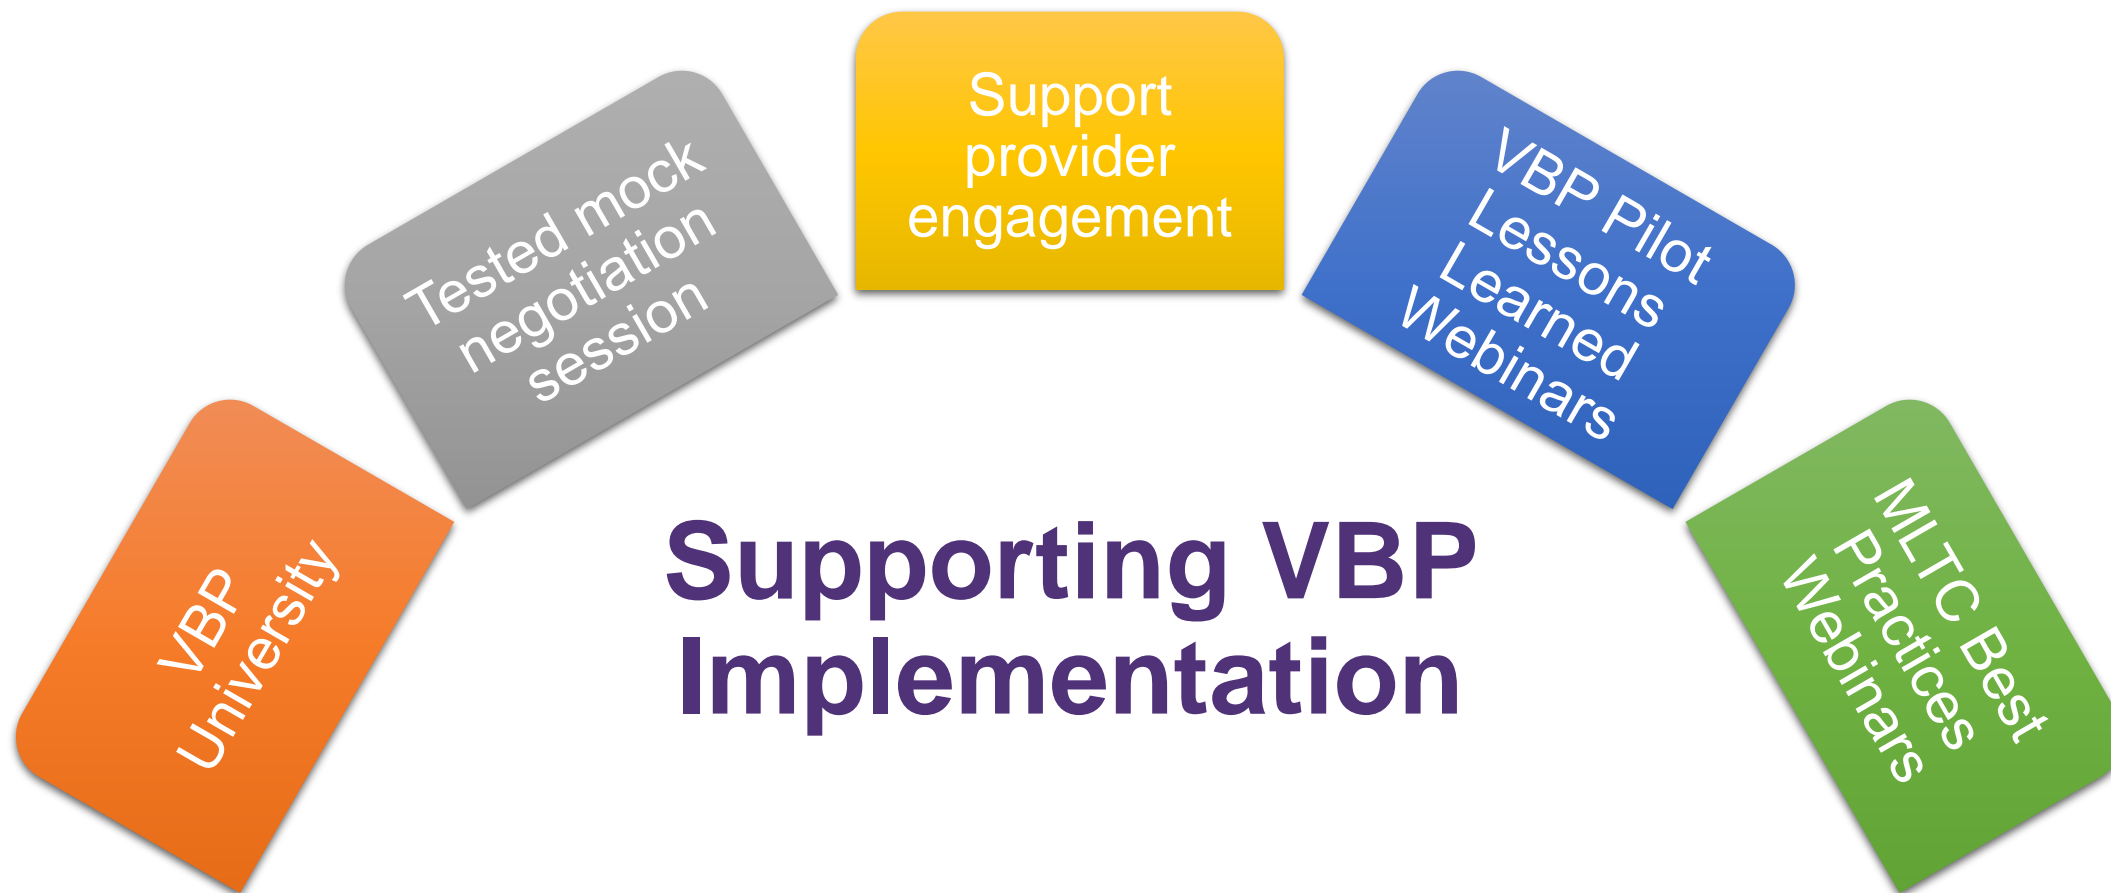 VBP
University
Tested mock
negotiation
session
Support
provider
engagement
VBP Pilot
Lessons
Learned
Webinars
MLTC Best
Practices
Webinars
Supporting VBP
Implementation